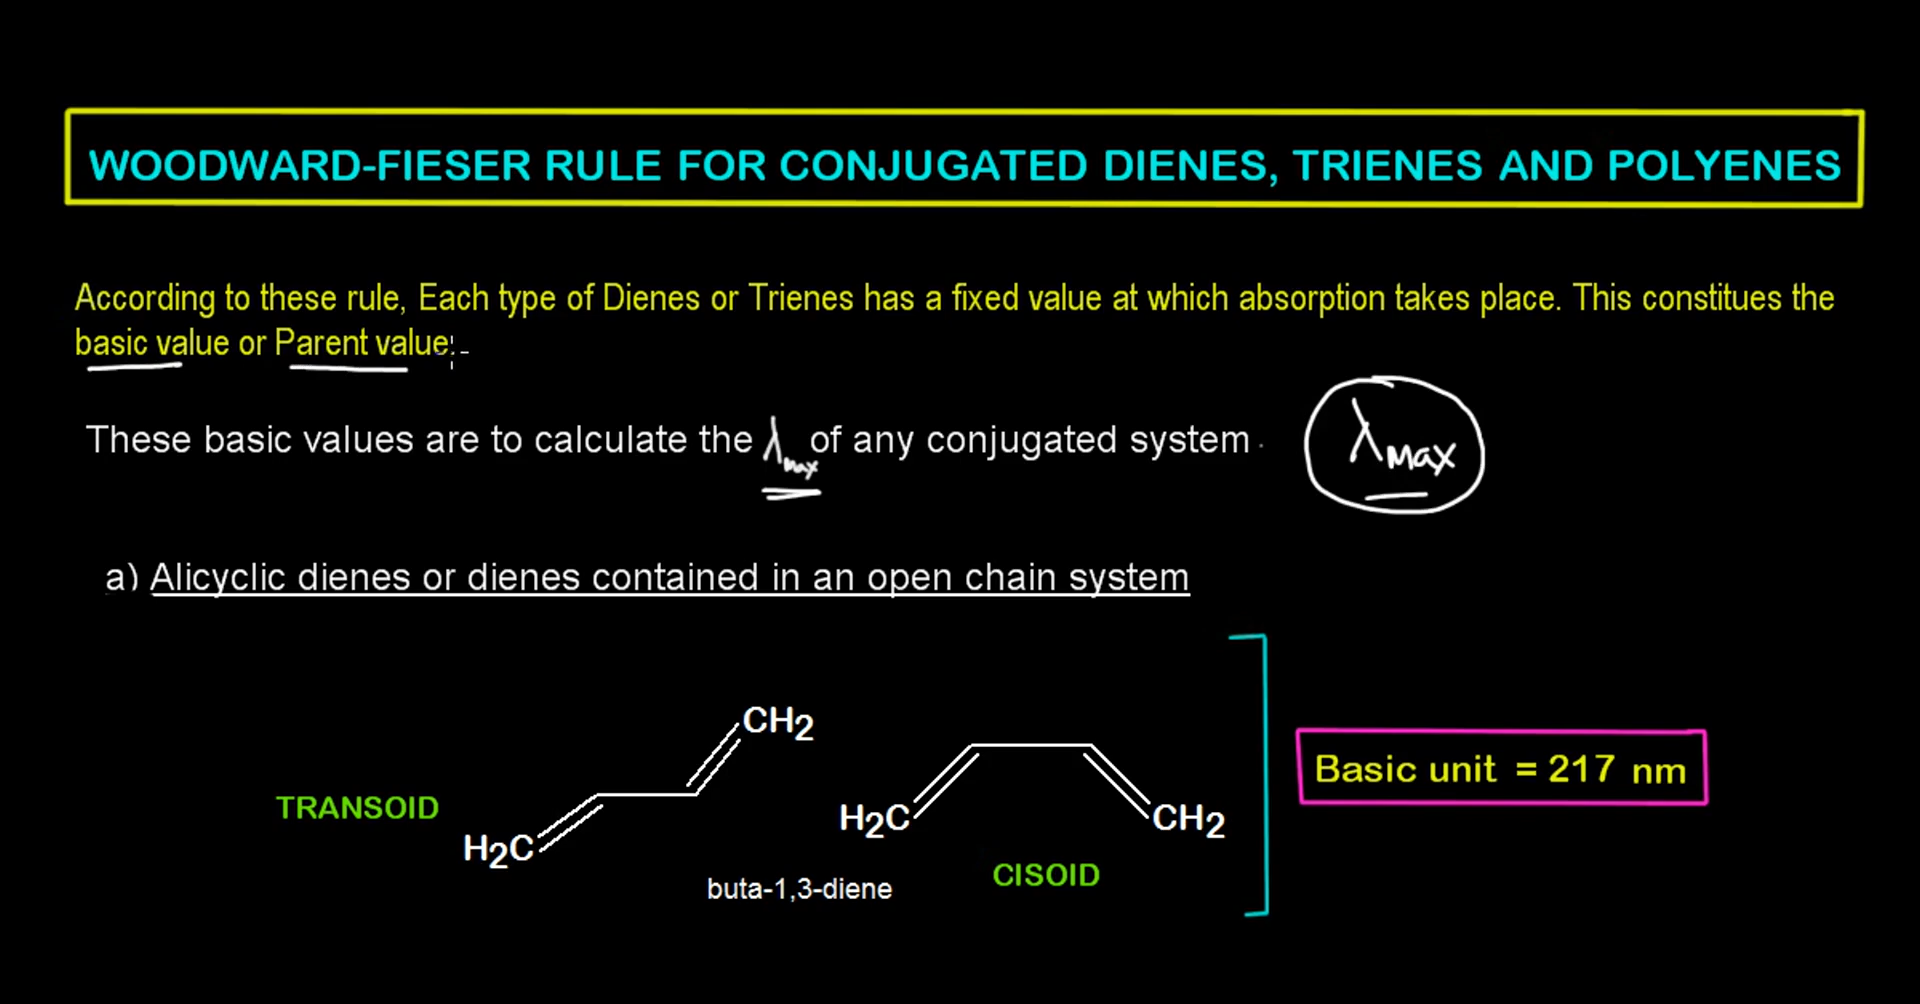 WOODWARD-FIESER RULE FOR CONJUGATED DIENES, TRIENES AND POLYENES
According to these rule, Each type of Dienes or Trienes has a fixed value at which absorption takes place. This constitues the
basic value or Parent value.
These basic values are to calculate the λmax of any conjugated system
λmax
a) Alicyclic dienes or dienes contained in an open chain system
TRANSOID
H2C
CH2
H2C
CH2
CISOID
buta-1,3-diene
Basic unit = 217 nm